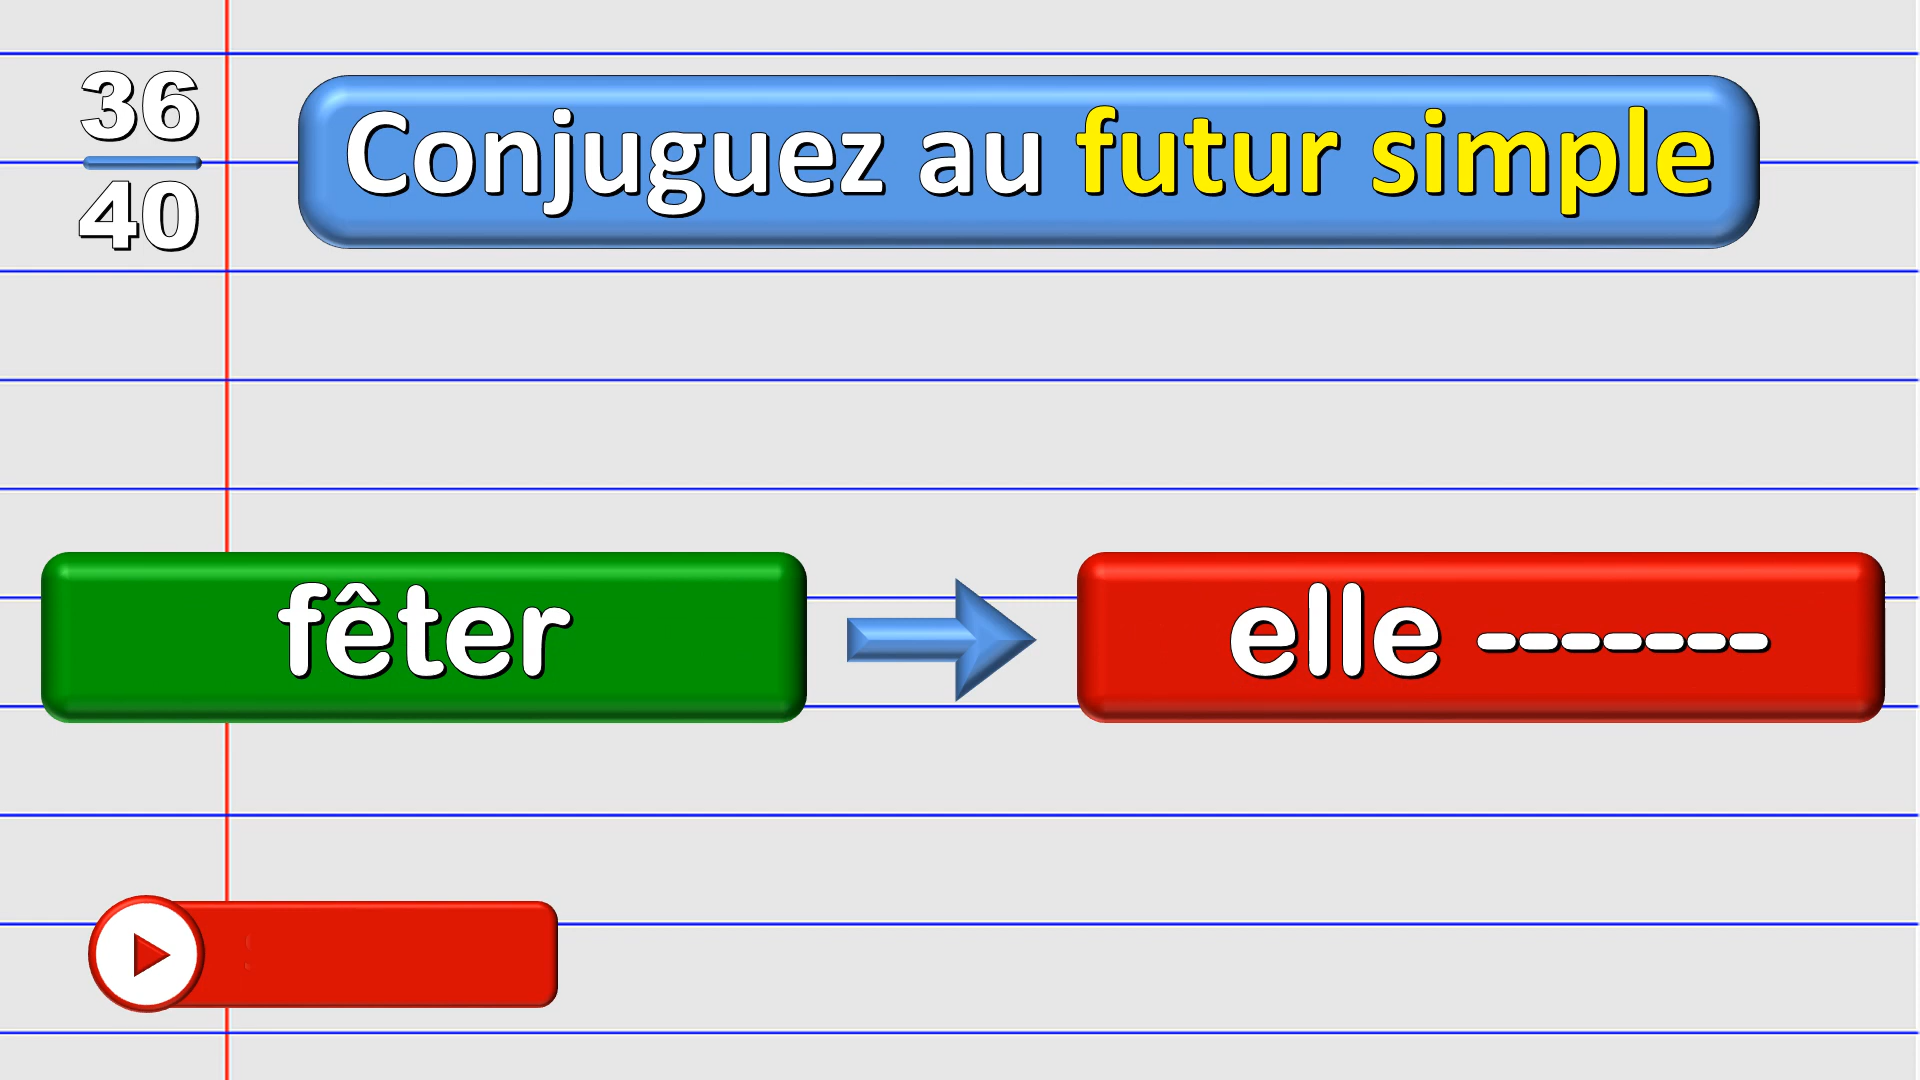 36
40
Conjuguez au futur simple
fêter
elle -------